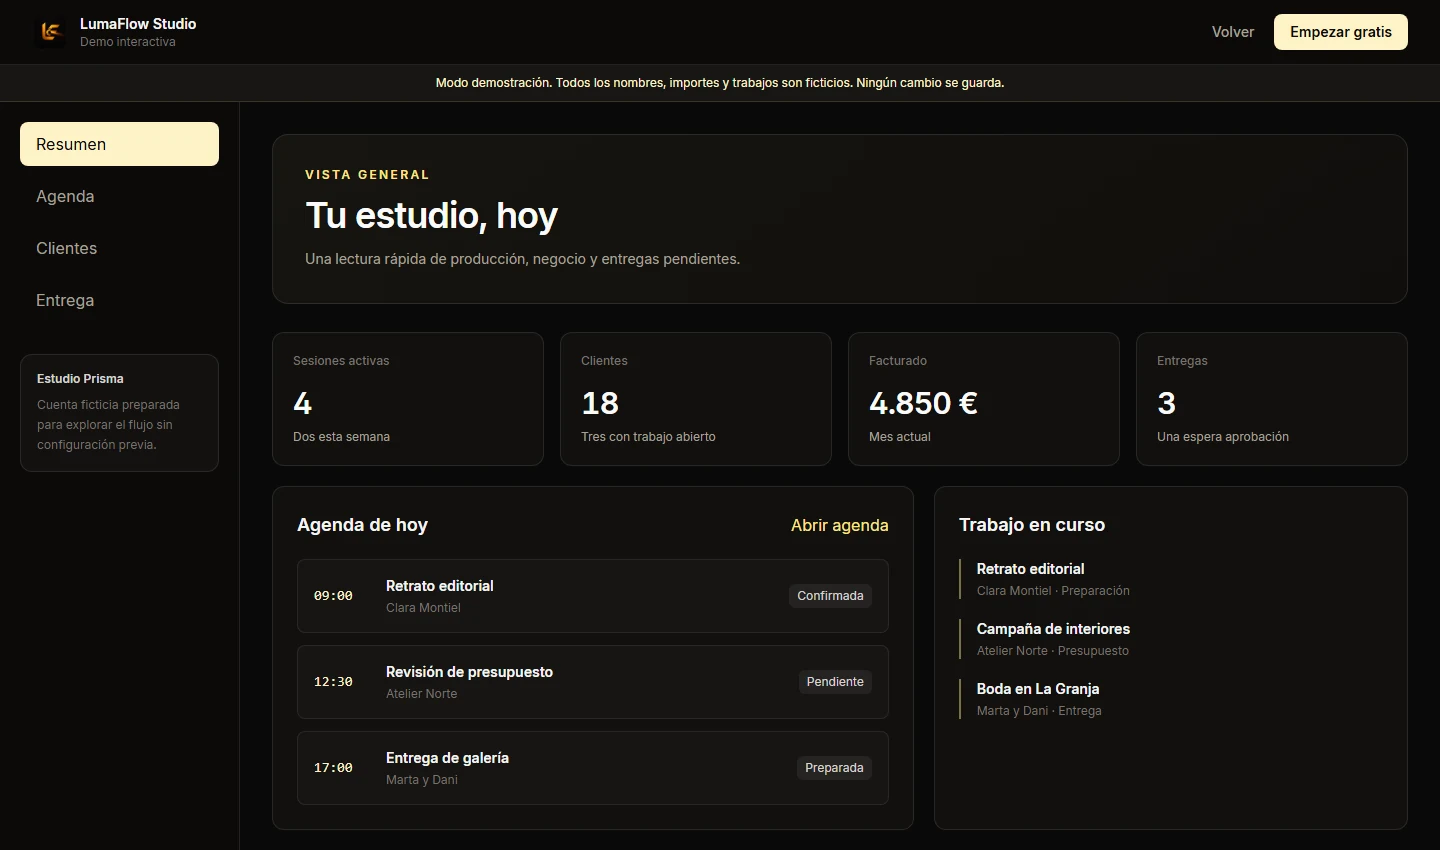 LumaFlow Studio
Demo interactiva
Volver
Empezar gratis
Modo demostración. Todos los nombres, importes y trabajos son ficticios. Ningún cambio se guarda.
Resumen
Agenda
Clientes
Entrega
Estudio Prisma
Cuenta ficticia preparada
para explorar el flujo sin
configuración previa.
VISTA GENERAL
Tu estudio, hoy
Una lectura rápida de producción, negocio y entregas pendientes.
Sesiones activas
4
Dos esta semana
Clientes
18
Tres con trabajo abierto
Facturado
4.850 €
Mes actual
Entregas
3
Una espera aprobación
Agenda de hoy
Abrir agenda
09:00
Retrato editorial
Clara Montiel
Confirmada
12:30
Revisión de presupuesto
Atelier Norte
Pendiente
17:00
Entrega de galería
Marta y Dani
Preparada
Trabajo en curso
Retrato editorial
Clara Montiel · Preparación
Campaña de interiores
Atelier Norte · Presupuesto
Boda en La Granja
Marta y Dani · Entrega